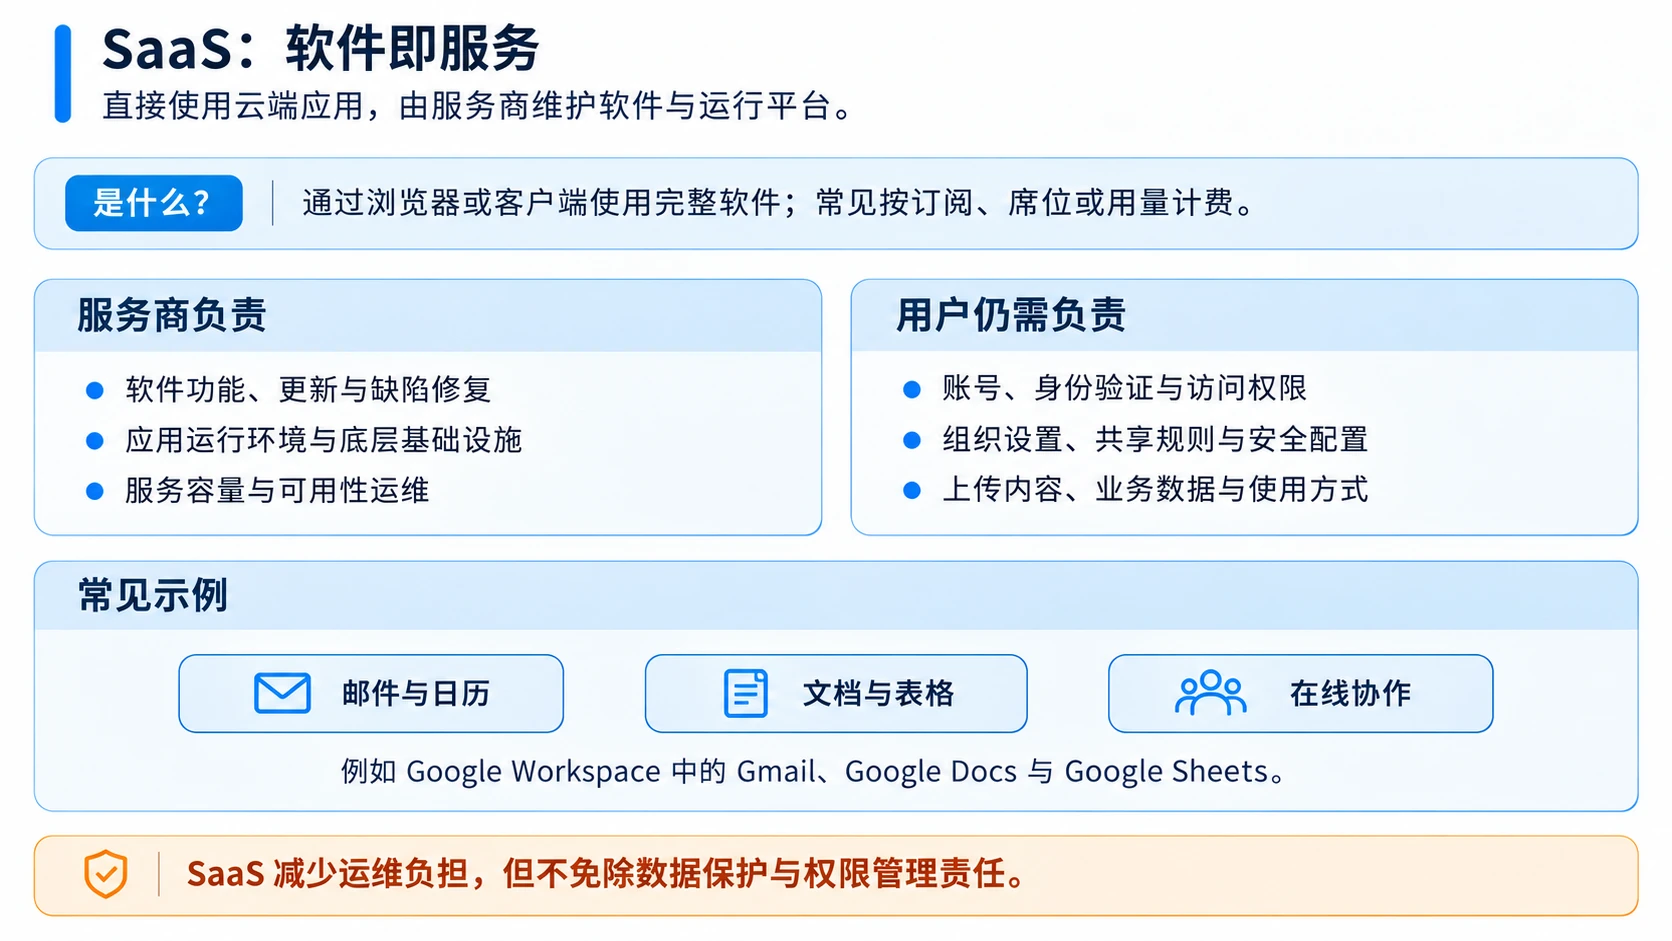 SaaS：软件即服务
直接使用云端应用，由服务商维护软件与运行平台。
是什么？
通过浏览器或客户端使用完整软件；常见按订阅、席位或用量计费。
服务商负责
软件功能、更新与缺陷修复
应用运行环境与底层基础设施
服务容量与可用性运维
用户仍需负责
账号、身份验证与访问权限
组织设置、共享规则与安全配置
上传内容、业务数据与使用方式
常见示例
邮件与日历
文档与表格
在线协作
例如 Google Workspace 中的 Gmail、Google Docs 与 Google Sheets。
SaaS 减少运维负担，但不免除数据保护与权限管理责任。